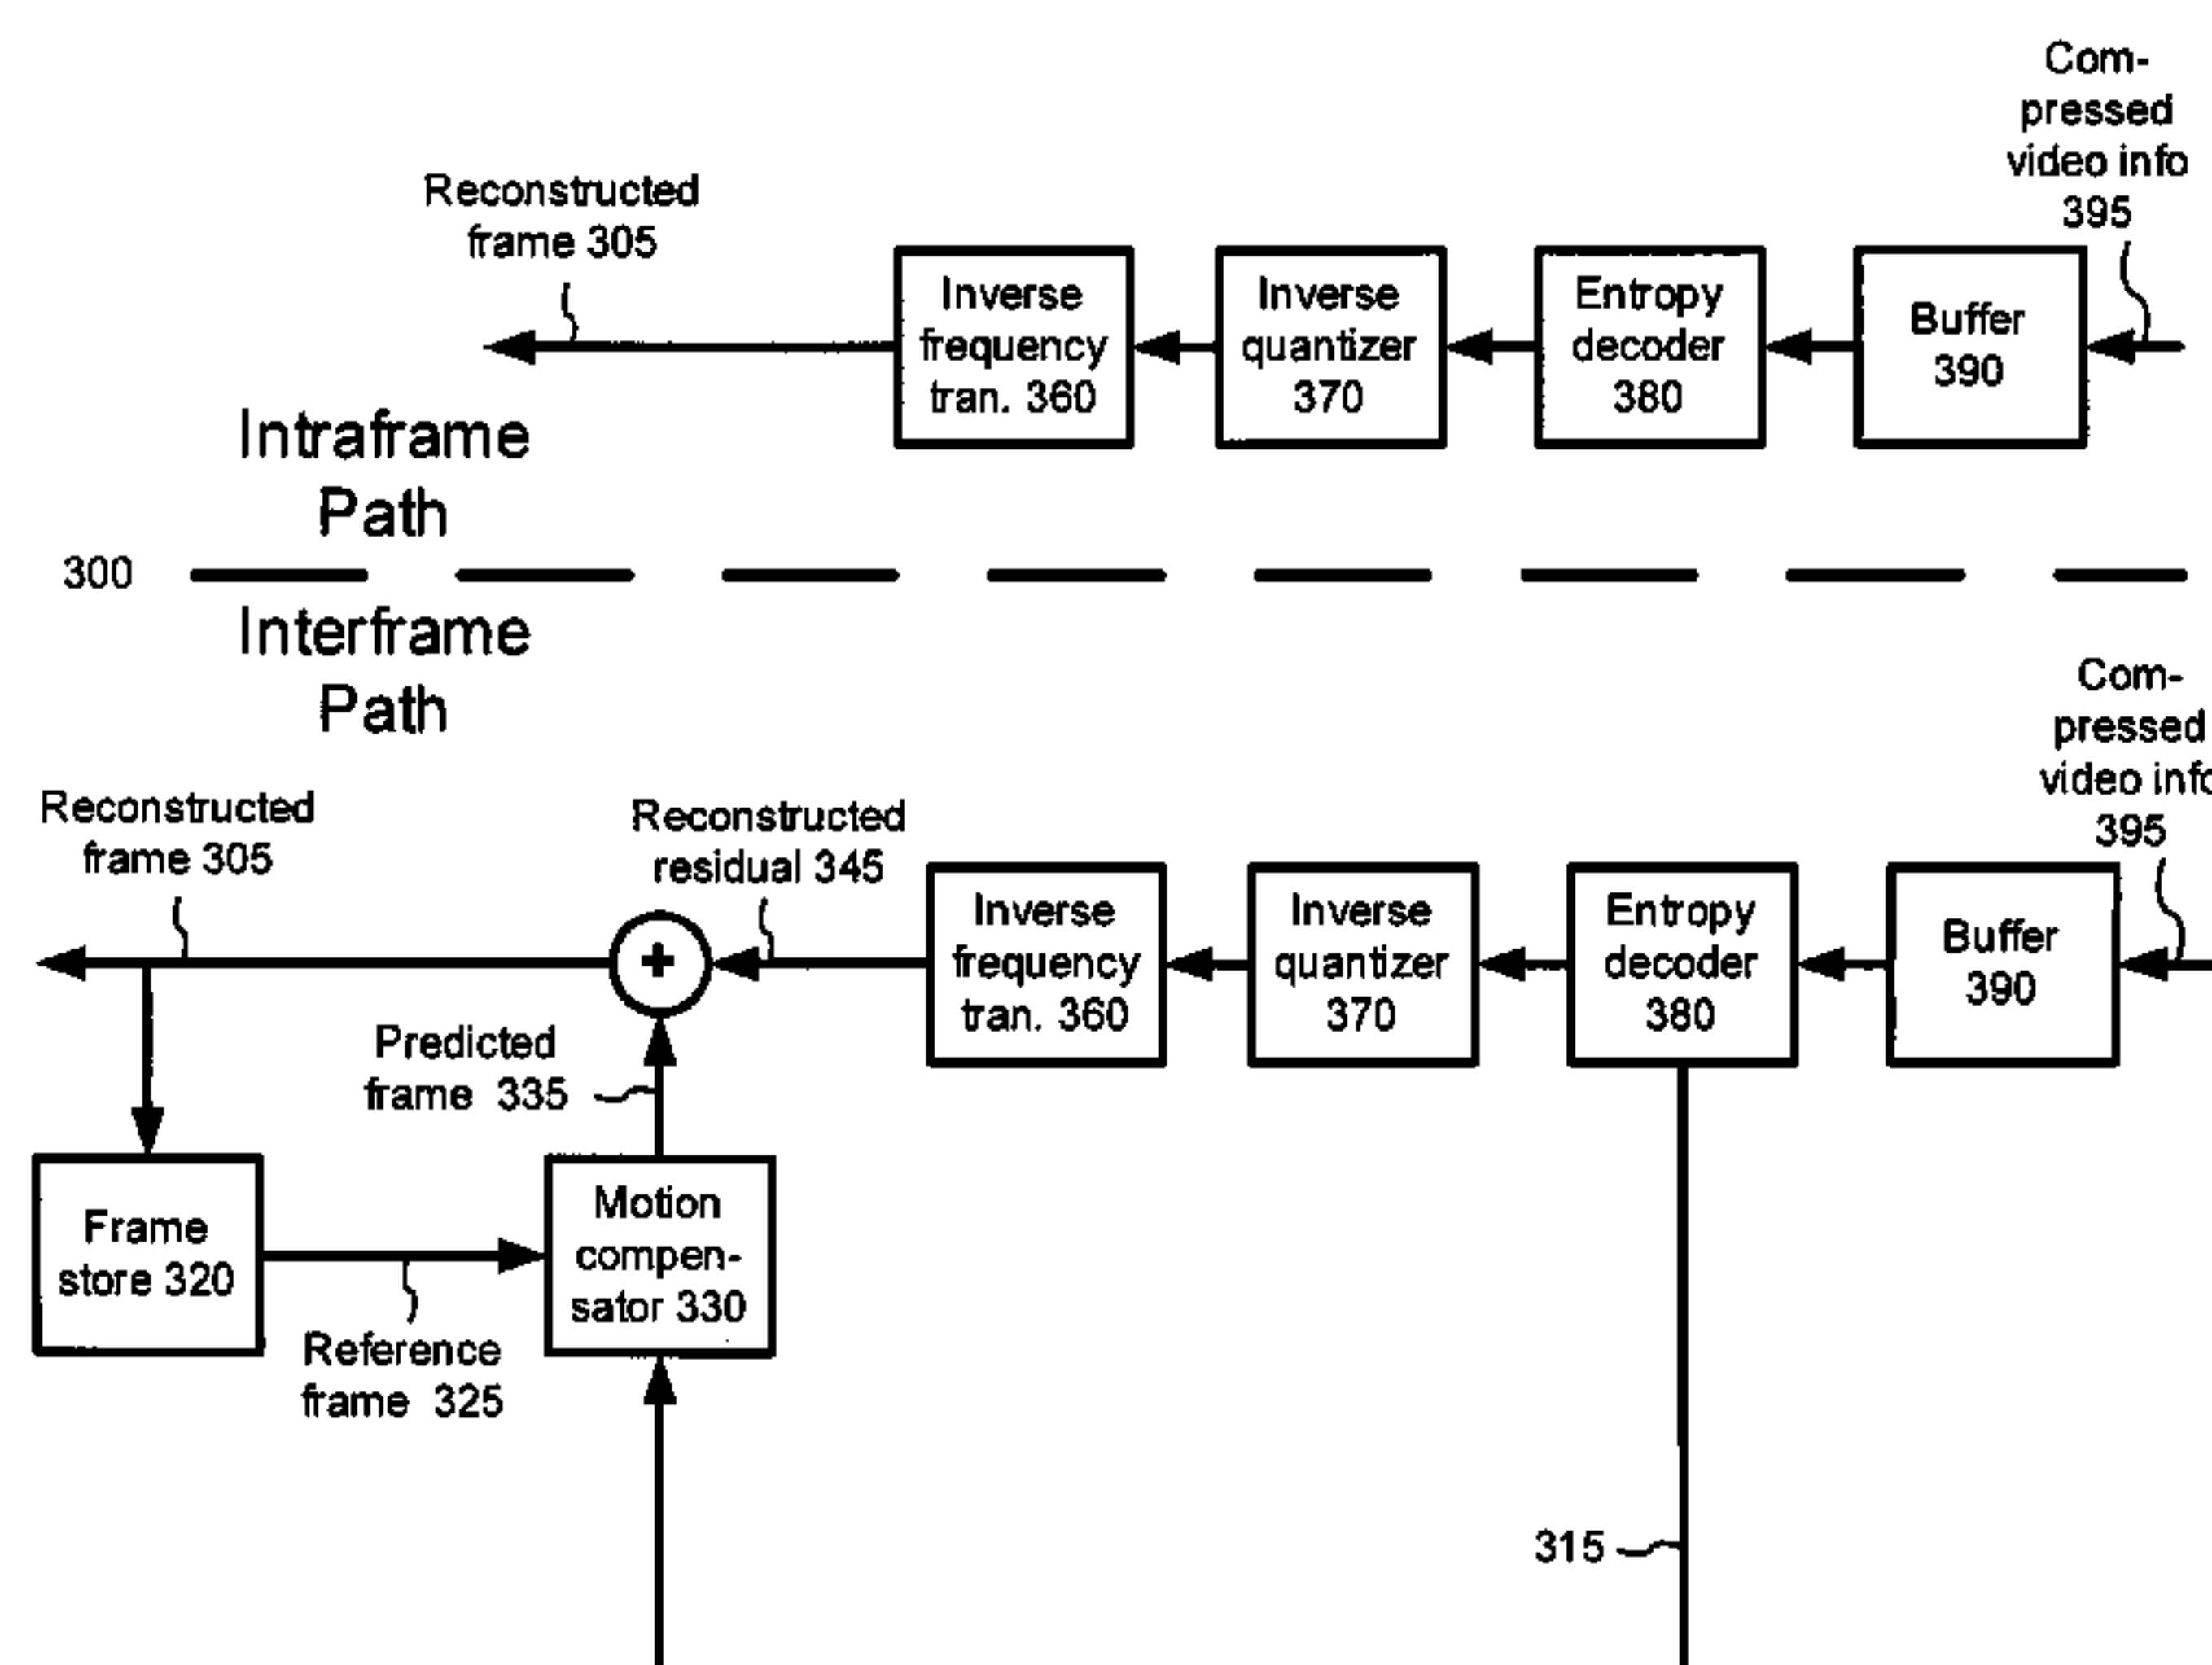 Com-
pressed
video info
395
Reconstructed
frame 305
Inverse
frequency
tran. 360
Inverse
quantizer
370
Entropy
decoder
380
Buffer
390
Intraframe
Path
300
Interframe
Path
Com-
pressed
video info
395
Reconstructed
frame 305
Reconstructed
residual 345
Inverse
frequency
tran. 360
Inverse
quantizer
370
Entropy
decoder
380
Buffer
390
+
Predicted
frame 335
Frame
store 320
Motion
compen-
sator 330
Reference
frame 325
315